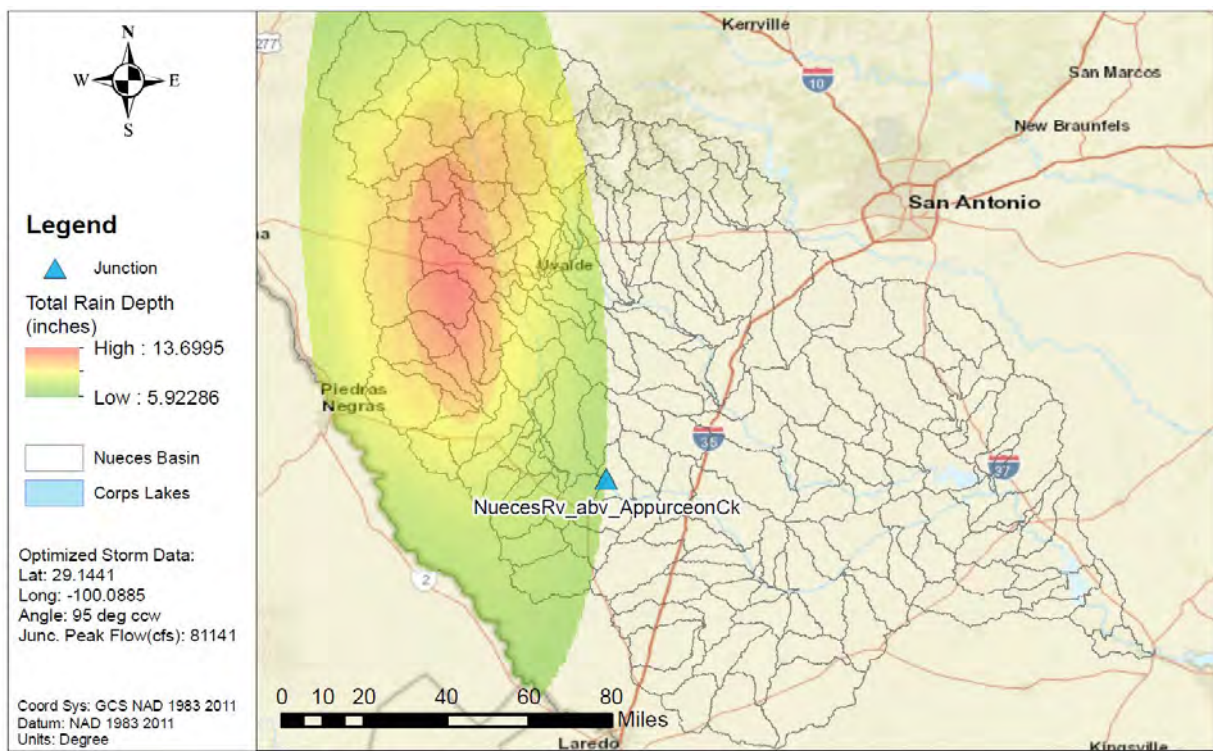 N
W
E
S
Legend
Junction
Total Rain Depth
(inches)
High : 13.6995
Low : 5.92286
Nueces Basin
Corps Lakes
Optimized Storm Data:
Lat: 29.1441
Long: -100.0885
Angle: 95 deg ccw
Junc. Peak Flow(cfs): 81141
Coord Sys: GCS NAD 1983 2011
Datum: NAD 1983 2011
Units: Degree
277
Kerrville
10
San Marcos
New Braunfels
San Antonio
na
Uvalde
Piedras
Negras
35
37
NuecesRv_abv_AppurceonCk
2
0 10 20 40 60 80
Miles
Laredo
Kingsville